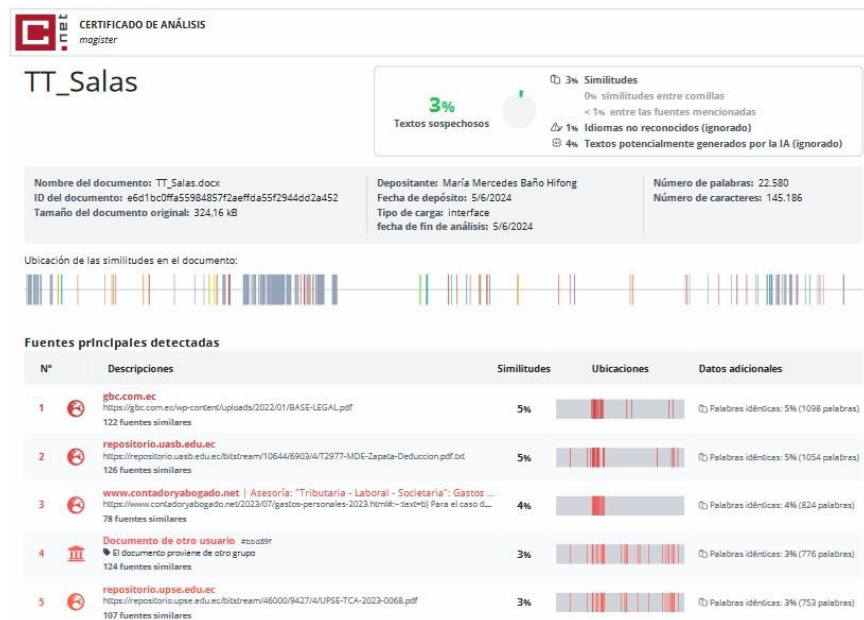 C
.net
CERTIFICADO DE ANÁLISIS
magister
TT_Salas
3%
Textos sospechosos
3% Similitudes
0% similitudes entre comillas
< 1% entre las fuentes mencionadas
1% Idiomas no reconocidos (ignorado)
4% Textos potencialmente generados por la IA (ignorado)
Nombre del documento: TT_Salas.docx
ID del documento: e6d1bc0ffa55984857f2aeffda55f2944dd2a452
Tamaño del documento original: 324,16 kB
Depositante: María Mercedes Baño Hifong
Fecha de depósito: 5/6/2024
Tipo de carga: interface
fecha de fin de análisis: 5/6/2024
Número de palabras: 22.580
Número de caracteres: 145.186
Ubicación de las similitudes en el documento:
Fuentes principales detectadas
N° Descripciones Similitudes Ubicaciones Datos adicionales
1 gbc.com.ec
https://gbc.com.ec/wp-content/uploads/2022/01/BASE-LEGAL.pdf
122 fuentes similares
5% Palabras idénticas: 5% (1098 palabras)
2 repositorio.uasb.edu.ec
https://repositorio.uasb.edu.ec/bitstream/10644/6903/4/T2977-MDE-Zapata-Deduccion.pdf.txt
126 fuentes similares
5% Palabras idénticas: 5% (1054 palabras)
3 www.contadoryabogado.net | Asesoría: "Tributaria - Laboral - Societaria": Gastos ...
https://www.contadoryabogado.net/2023/07/gastos-personales-2023.html#:~:text=b) Para el caso d...
78 fuentes similares
4% Palabras idénticas: 4% (824 palabras)
4 Documento de otro usuario #bbd89f
El documento proviene de otro grupo
124 fuentes similares
3% Palabras idénticas: 3% (776 palabras)
5 repositorio.upse.edu.ec
https://repositorio.upse.edu.ec/bitstream/46000/9427/4/UPSE-TCA-2023-0068.pdf
107 fuentes similares
3% Palabras idénticas: 3% (753 palabras)